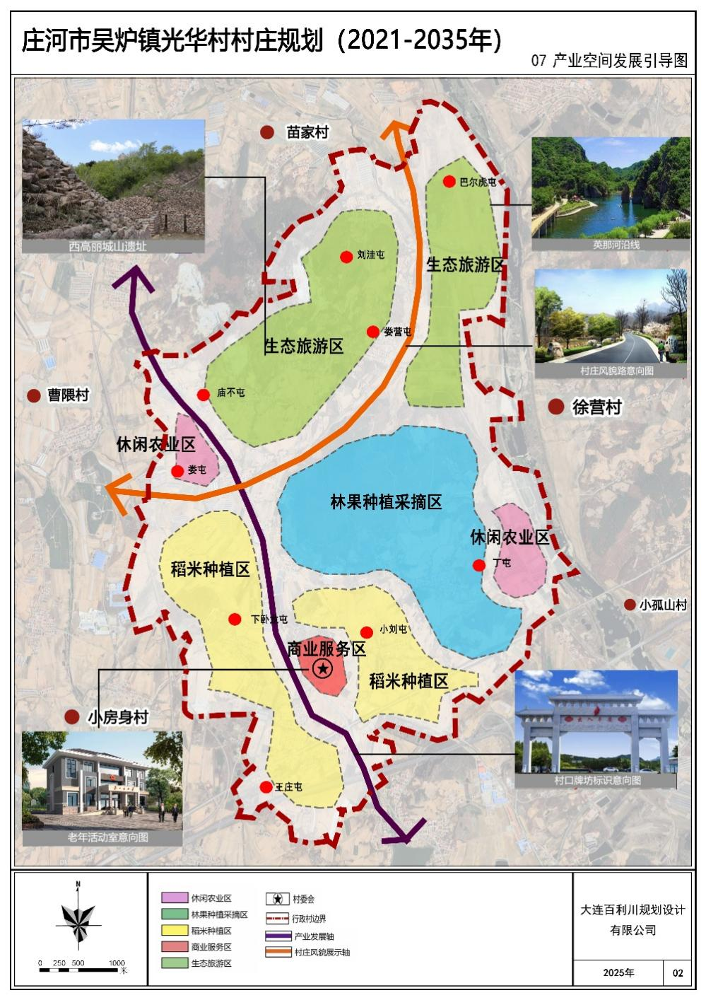 庄河市吴炉镇光华村村庄规划（2021-2035年）
07 产业空间发展引导图
苗家村
西高丽城山遗址
英那河沿线
巴尔虎屯
刘洼屯
生态旅游区
娄营屯
生态旅游区
村庄风貌路意向图
庙不屯
曹隈村
徐营村
休闲农业区
娄屯
林果种植采摘区
休闲农业区
丁屯
稻米种植区
小孤山村
下卧龙屯
小刘屯
商业服务区
稻米种植区
小房身村
村口牌坊标识意向图
王庄屯
老年活动室意向图
N
0 250 500 1000
米
休闲农业区
林果种植采摘区
稻米种植区
商业服务区
生态旅游区
村委会
行政村边界
产业发展轴
村庄风貌展示轴
大连百利川规划设计
有限公司
2025年
02